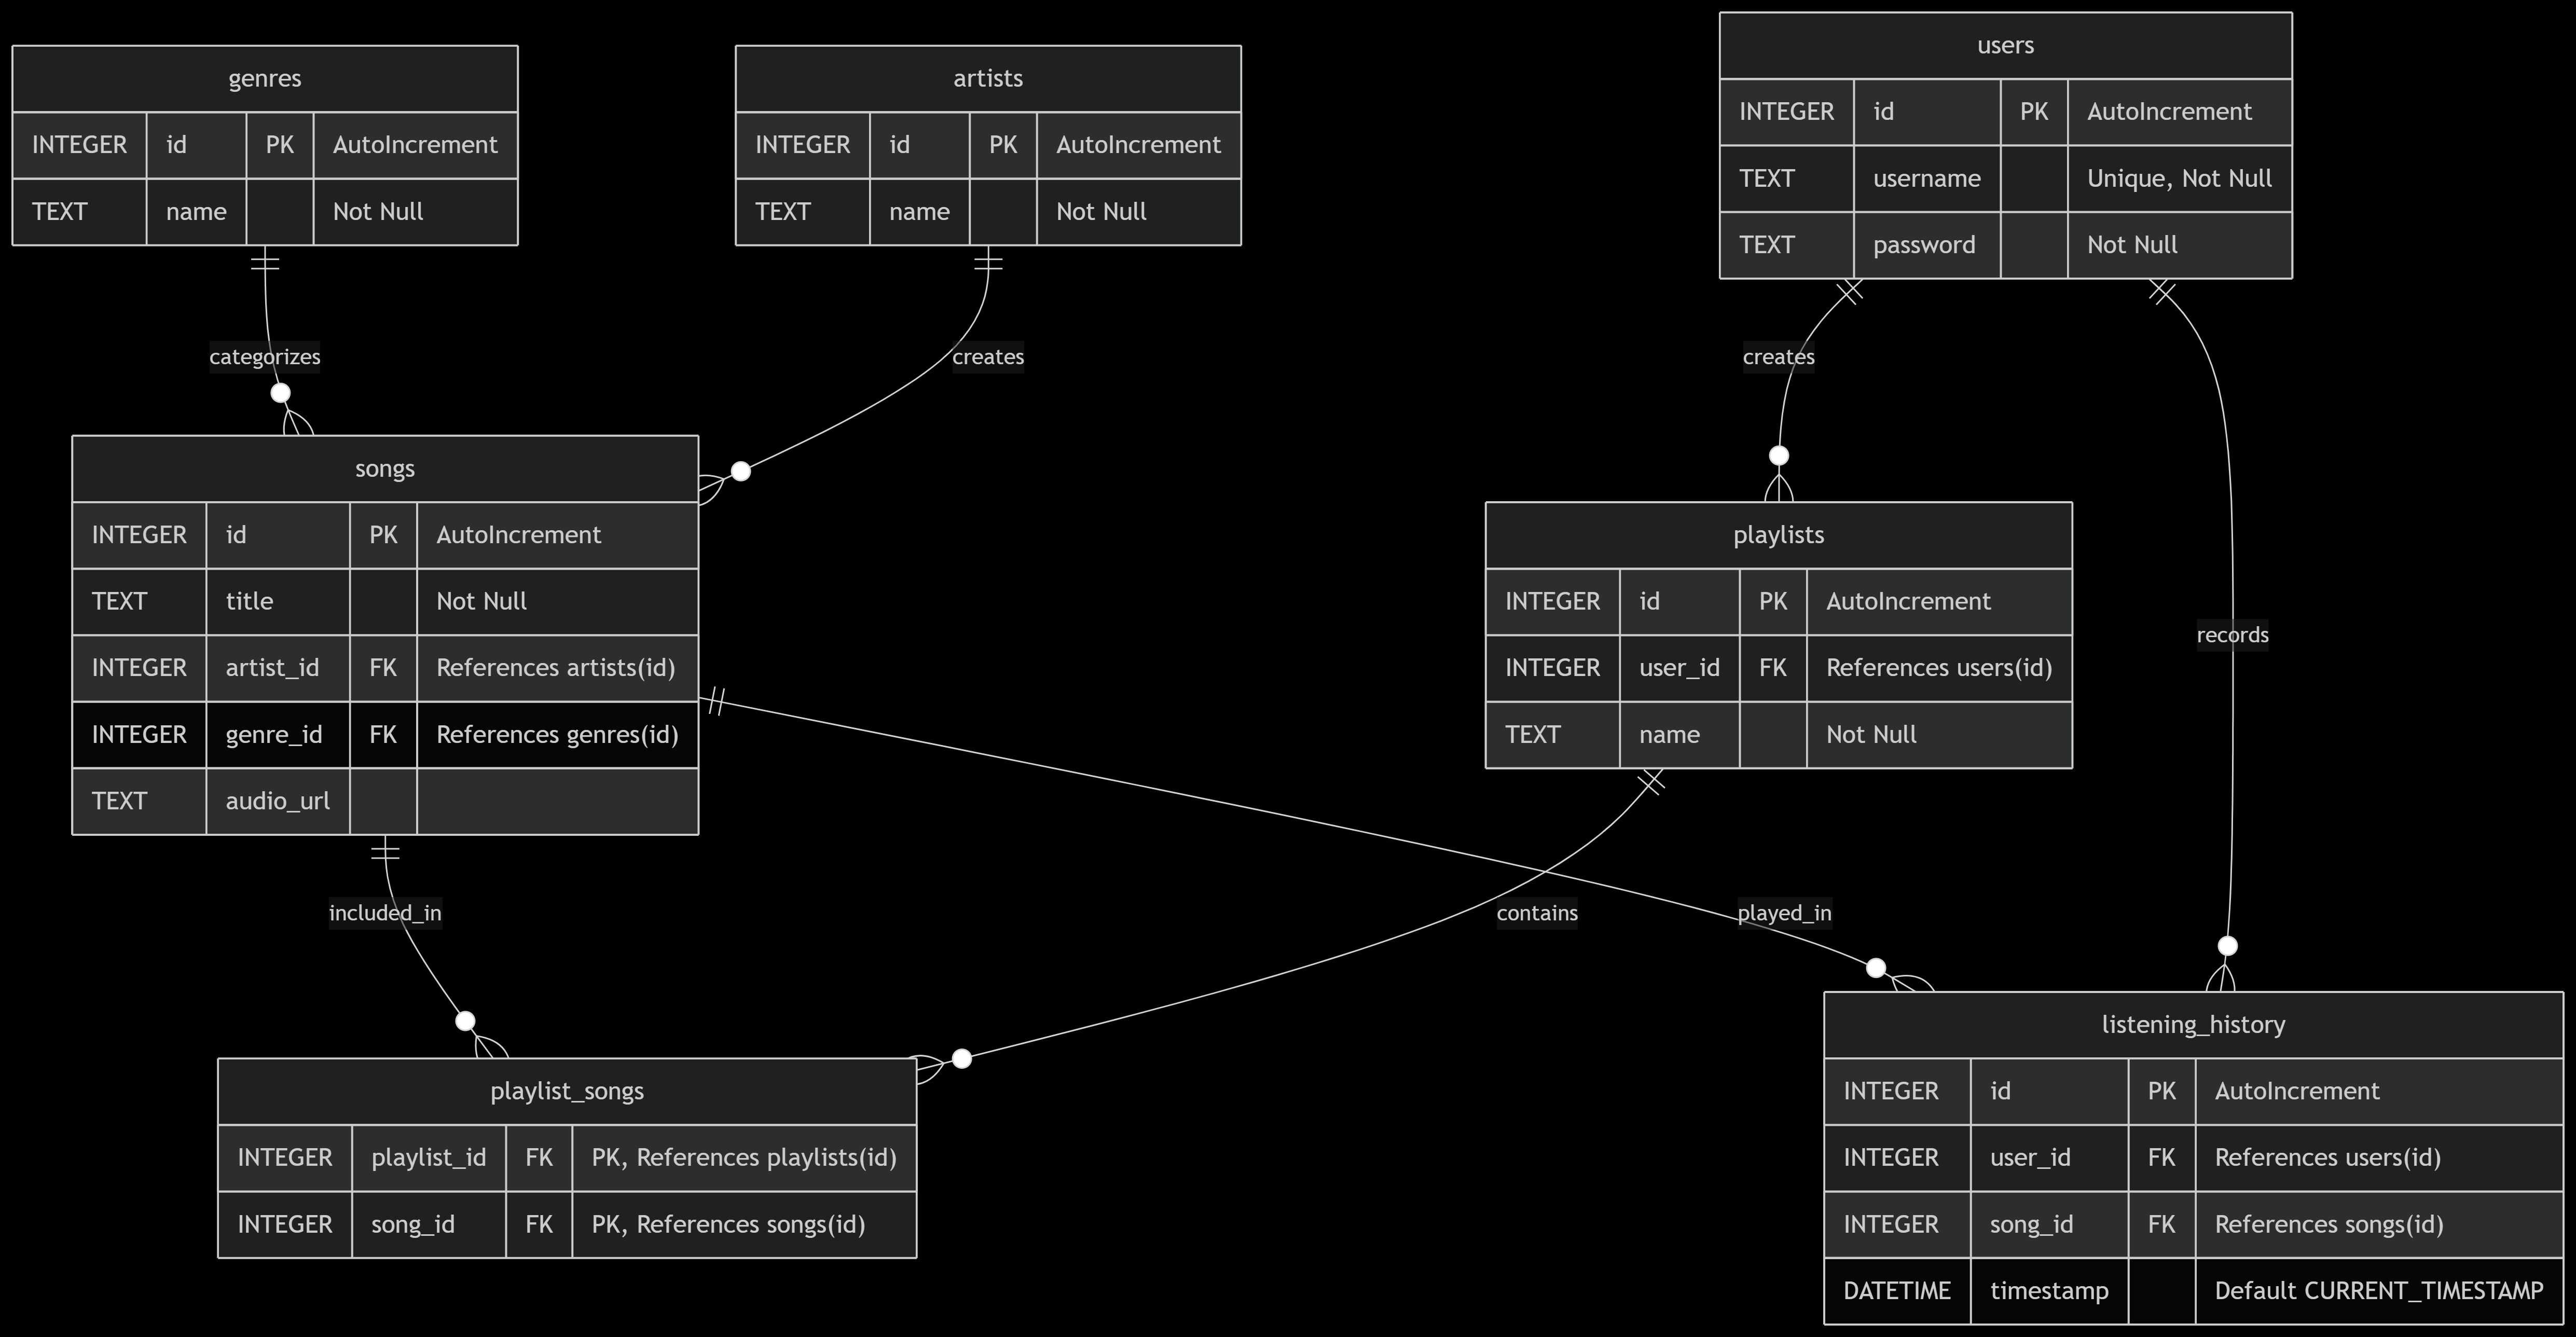 genres
INTEGER id PK AutoIncrement
TEXT name Not Null
artists
INTEGER id PK AutoIncrement
TEXT name Not Null
users
INTEGER id PK AutoIncrement
TEXT username Unique, Not Null
TEXT password Not Null
categorizes
creates
creates
songs
INTEGER id PK AutoIncrement
TEXT title Not Null
INTEGER artist_id FK References artists(id)
INTEGER genre_id FK References genres(id)
TEXT audio_url
playlists
INTEGER id PK AutoIncrement
INTEGER user_id FK References users(id)
TEXT name Not Null
records
included_in
contains
played_in
playlist_songs
INTEGER playlist_id FK PK, References playlists(id)
INTEGER song_id FK PK, References songs(id)
listening_history
INTEGER id PK AutoIncrement
INTEGER user_id FK References users(id)
INTEGER song_id FK References songs(id)
DATETIME timestamp Default CURRENT_TIMESTAMP